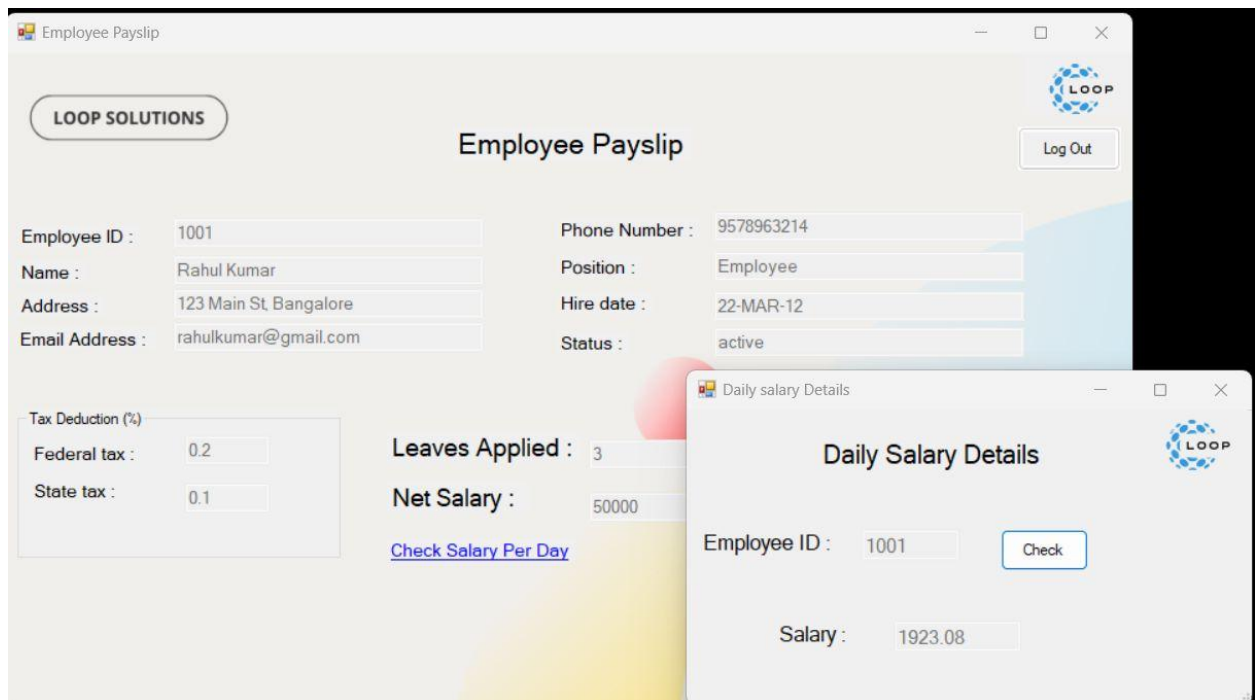 Employee Payslip
LOOP
LOOP SOLUTIONS
Employee Payslip
Log Out
Employee ID : 1001
Phone Number : 9578963214
Name : Rahul Kumar
Position : Employee
Address : 123 Main St, Bangalore
Hire date : 22-MAR-12
Email Address : rahulkumar@gmail.com
Status : active
Tax Deduction (%)
Federal tax : 0.2
State tax : 0.1
Leaves Applied : 3
Net Salary : 50000
Check Salary Per Day
Daily salary Details
LOOP
Daily Salary Details
Employee ID : 1001
Check
Salary : 1923.08